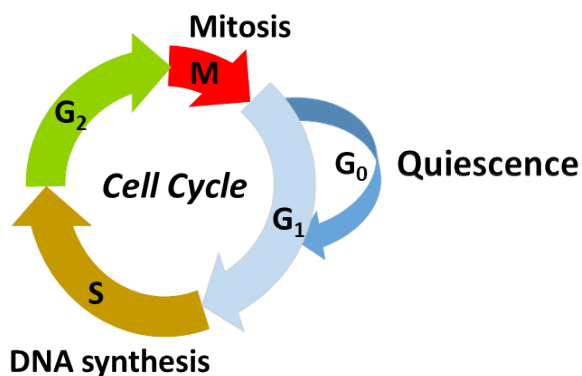 Mitosis
M
G₂
G₀
Quiescence
Cell Cycle
G₁
S
DNA synthesis